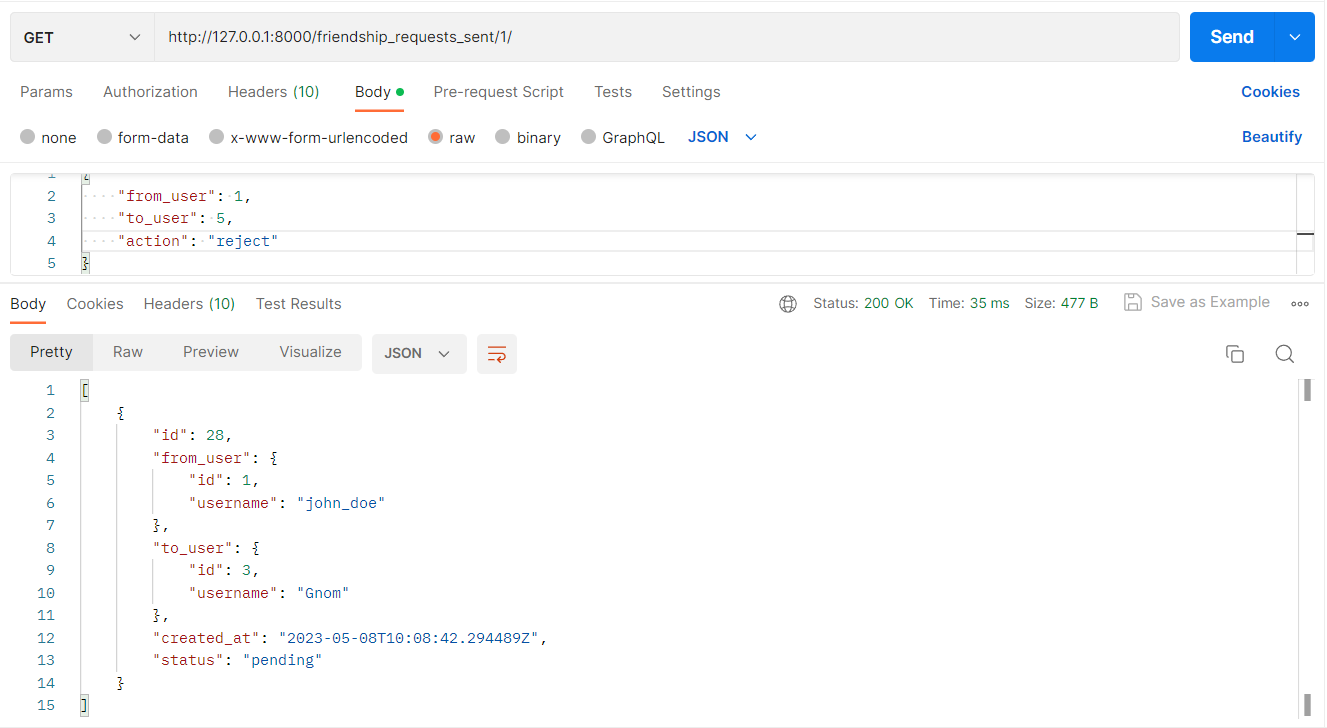 GET http://127.0.0.1:8000/friendship_requests_sent/1/ Send
Params Authorization Headers (10) Body Pre-request Script Tests Settings Cookies
none form-data x-www-form-urlencoded raw binary GraphQL JSON Beautify
1 {
2 "from_user": 1,
3 "to_user": 5,
4 "action": "reject"
5 }
Body Cookies Headers (10) Test Results Status: 200 OK Time: 35 ms Size: 477 B Save as Example
Pretty Raw Preview Visualize JSON
1 [
2 {
3 "id": 28,
4 "from_user": {
5 "id": 1,
6 "username": "john_doe"
7 },
8 "to_user": {
9 "id": 3,
10 "username": "Gnom"
11 },
12 "created_at": "2023-05-08T10:08:42.294489Z",
13 "status": "pending"
14 }
15 ]